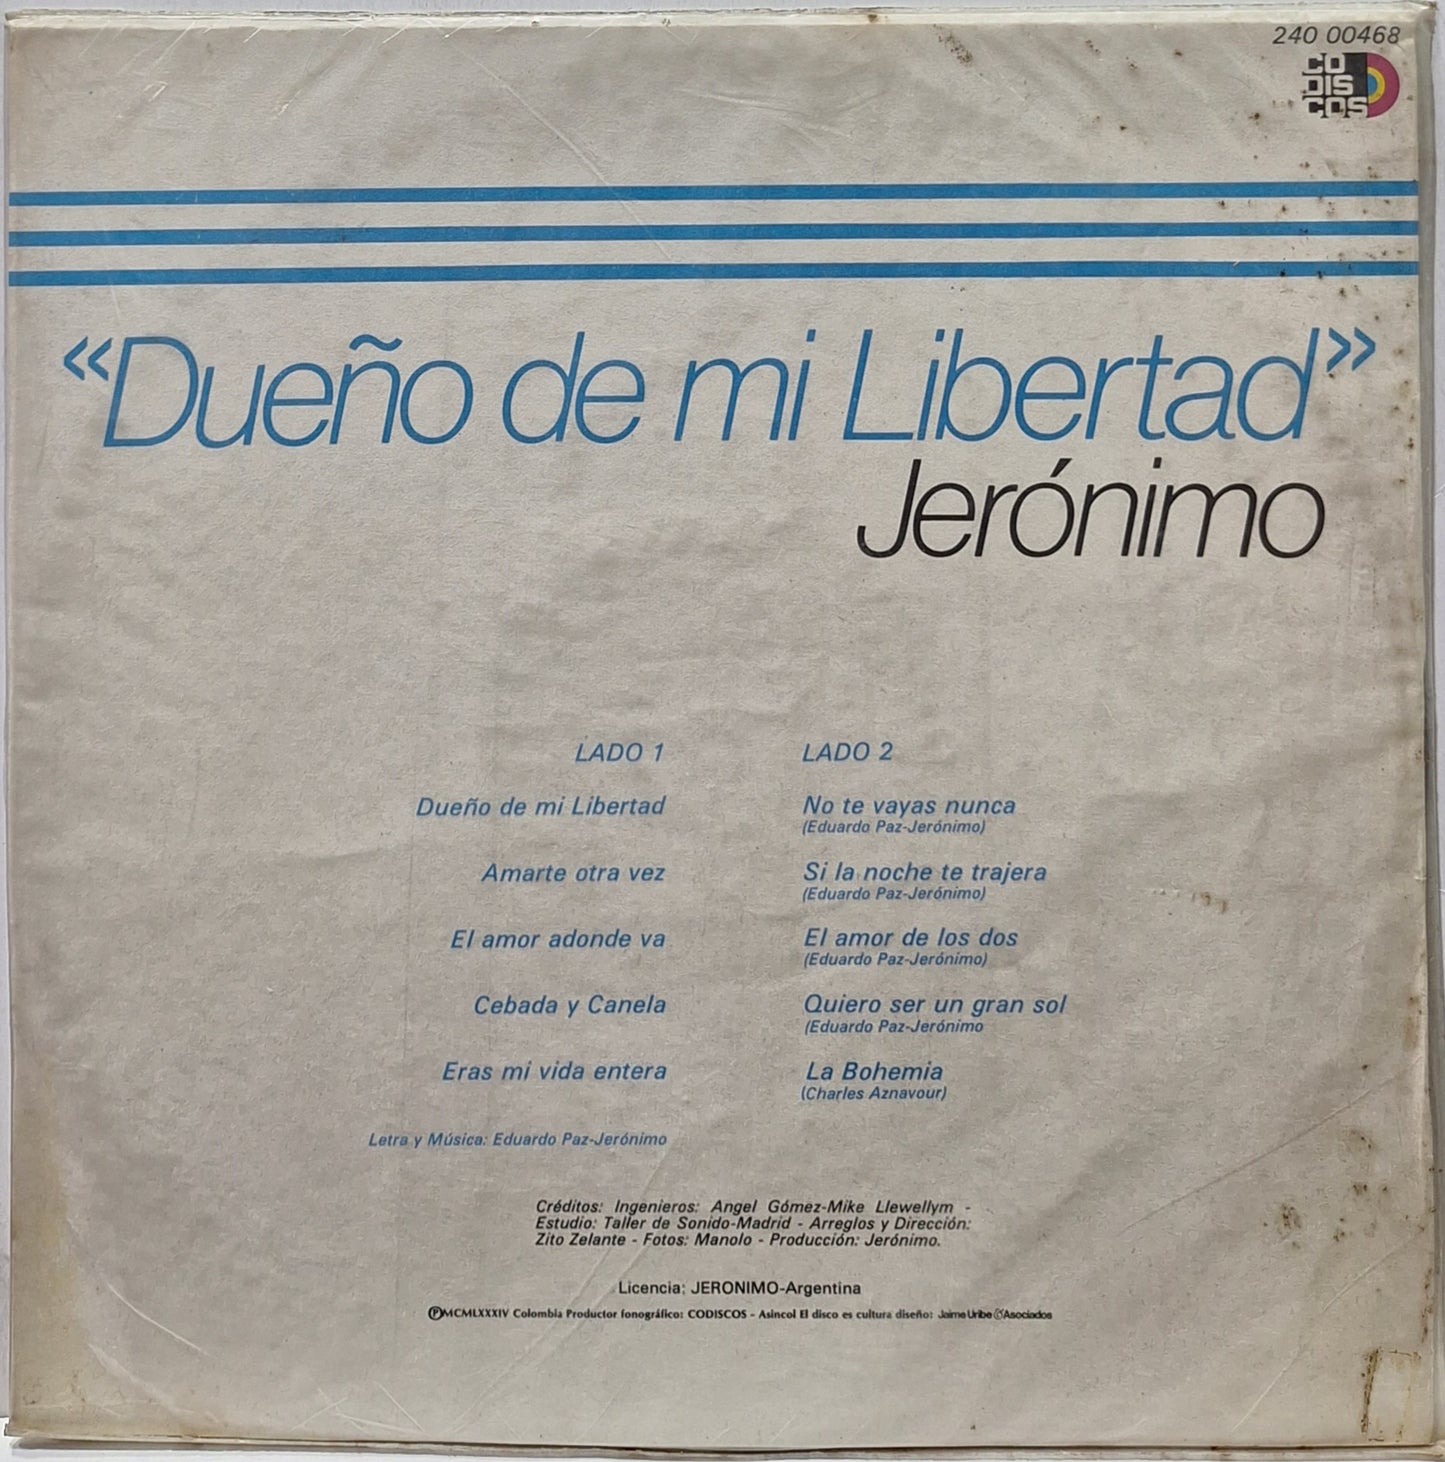 240 00468
CO
DIS
COS
«Dueño de mi Libertad»
Jerónimo
LADO 1
Dueño de mi Libertad
Amarte otra vez
El amor adonde va
Cebada y Canela
Eras mi vida entera
Letra y Música: Eduardo Paz-Jerónimo
LADO 2
No te vayas nunca
(Eduardo Paz-Jerónimo)
Si la noche te trajera
(Eduardo Paz-Jerónimo)
El amor de los dos
(Eduardo Paz-Jerónimo)
Quiero ser un gran sol
(Eduardo Paz-Jerónimo
La Bohemia
(Charles Aznavour)
Créditos: Ingenieros: Angel Gómez-Mike Llewellym -
Estudio: Taller de Sonido-Madrid - Arreglos y Dirección:
Zito Zelante - Fotos: Manolo - Producción: Jerónimo.
Licencia: JERONIMO-Argentina
ⓅMCMLXXXIV Colombia Productor fonográfico: CODISCOS - Asincol El disco es cultura diseño: Jaime Uribe & Asociados